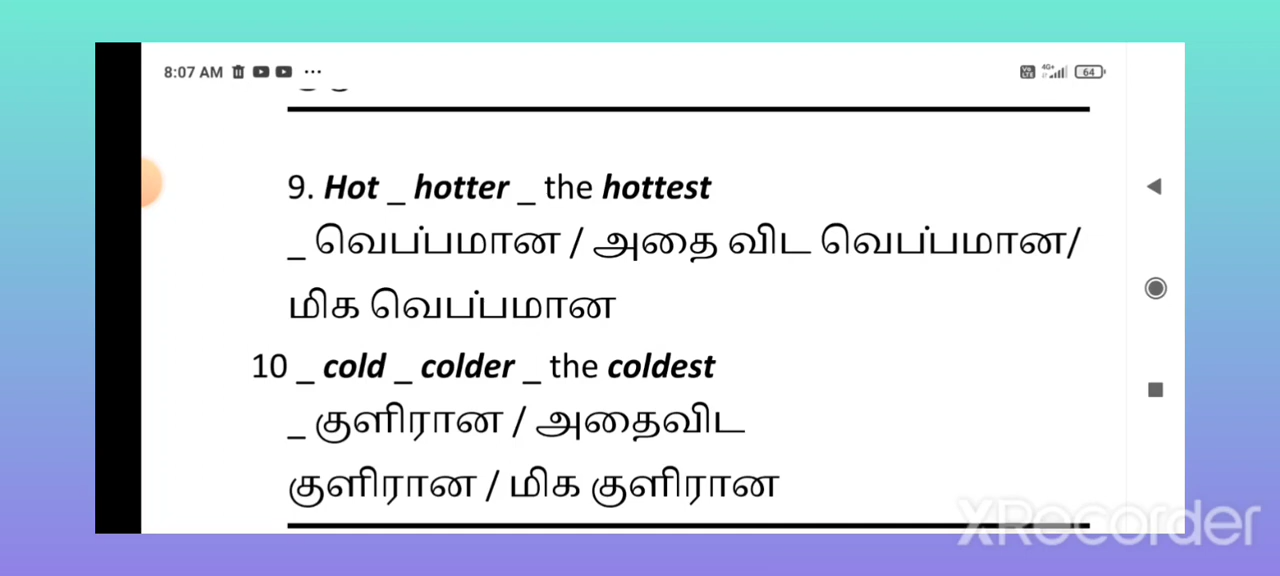 8:07 AM ... 4G+ 64
9. Hot _ hotter _ the hottest
_ வெப்பமான / அதை விட வெப்பமான/
மிக வெப்பமான
10 _ cold _ colder _ the coldest
_ குளிரான / அதைவிட
குளிரான / மிக குளிரான
XRecorder